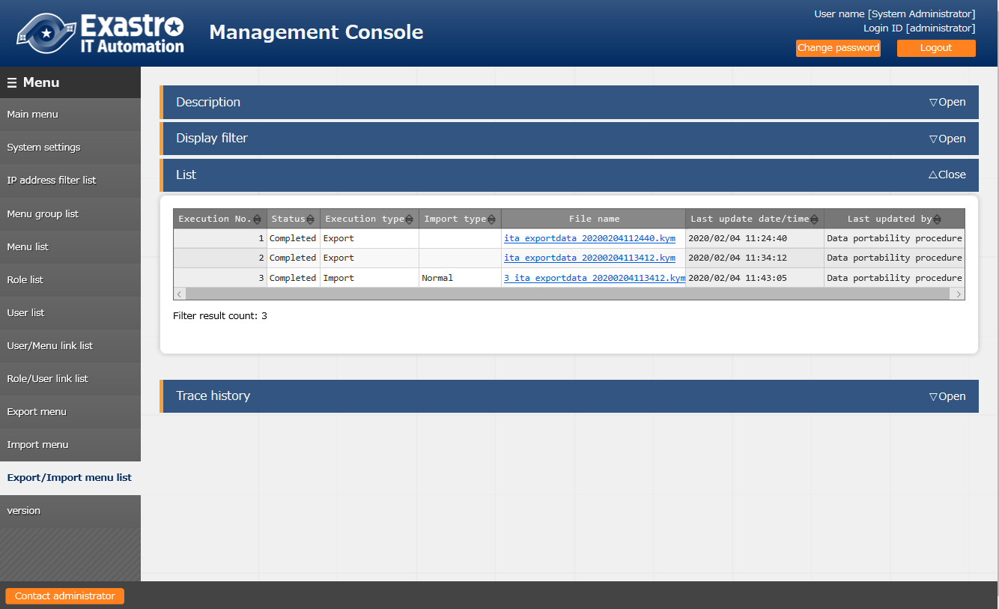 Exastro
IT Automation
Management Console
User name [System Administrator]
Login ID [administrator]
Change password
Logout
Menu
Main menu
System settings
IP address filter list
Menu group list
Menu list
Role list
User list
User/Menu link list
Role/User link list
Export menu
Import menu
Export/Import menu list
version
Contact administrator
Description ▽Open
Display filter ▽Open
List △Close
Execution No. Status Execution type Import type File name Last update date/time Last updated by
1 Completed Export ita_exportdata_20200204112440.kym 2020/02/04 11:24:40 Data portability procedure
2 Completed Export ita_exportdata_20200204113412.kym 2020/02/04 11:34:12 Data portability procedure
3 Completed Import Normal 3_ita_exportdata_20200204113412.kym 2020/02/04 11:43:05 Data portability procedure
Filter result count: 3
Trace history ▽Open